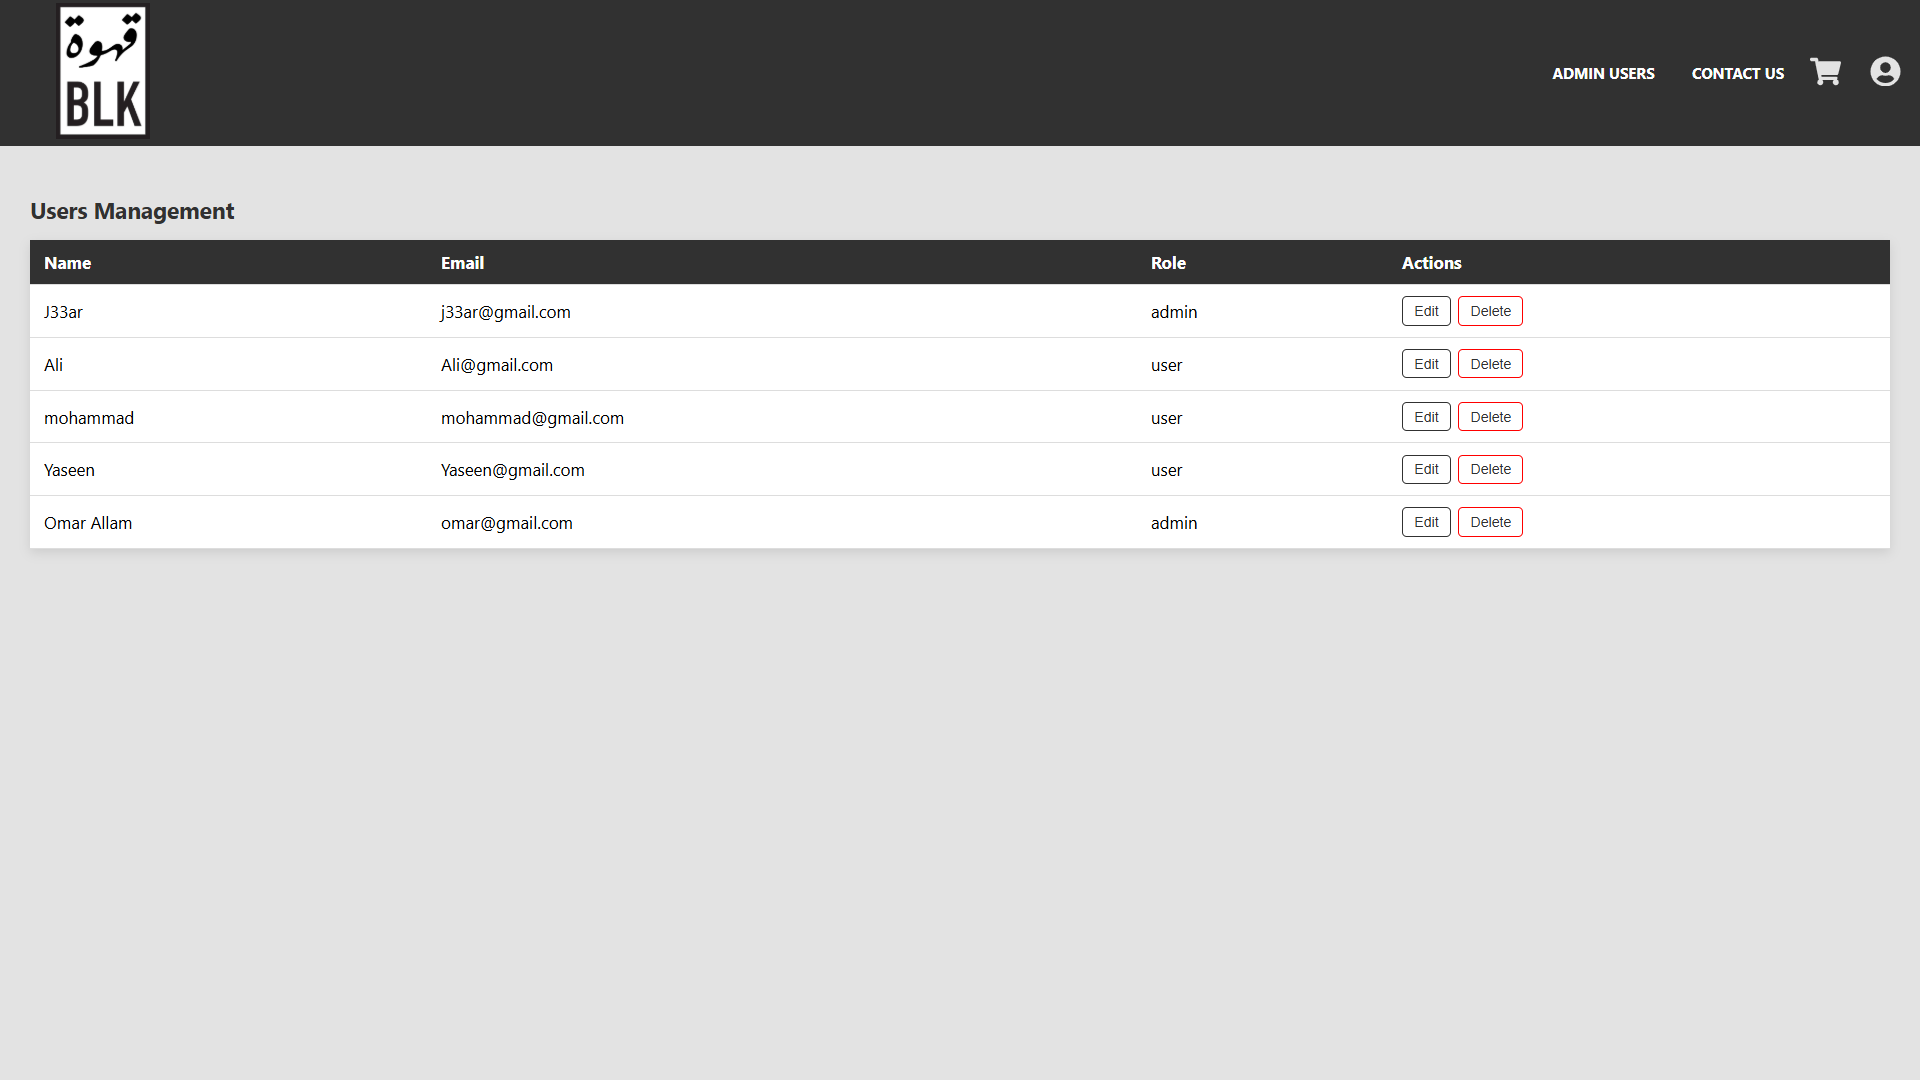 قهوة
BLK
ADMIN USERS CONTACT US
Users Management
Name Email Role Actions
J33ar j33ar@gmail.com admin Edit Delete
Ali Ali@gmail.com user Edit Delete
mohammad mohammad@gmail.com user Edit Delete
Yaseen Yaseen@gmail.com user Edit Delete
Omar Allam omar@gmail.com admin Edit Delete